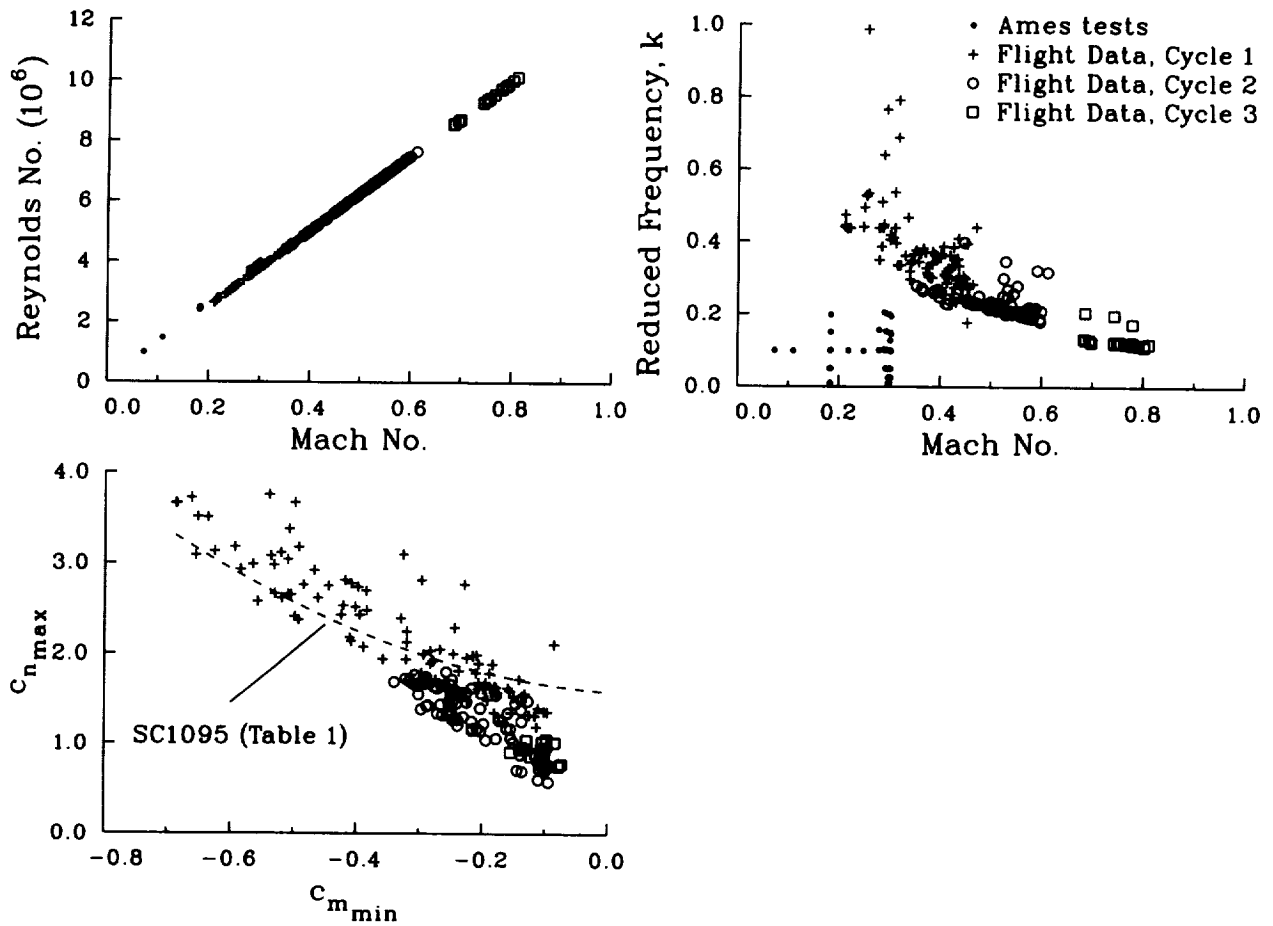 12
10
8
6
4
2
0
Reynolds No. (10⁶)
0.0 0.2 0.4 0.6 0.8 1.0
Mach No.
1.0
0.8
0.6
0.4
0.2
0.0
Reduced Frequency, k
0.0 0.2 0.4 0.6 0.8 1.0
Mach No.
Ames tests
Flight Data, Cycle 1
Flight Data, Cycle 2
Flight Data, Cycle 3
4.0
3.0
2.0
1.0
0.0
c_n_max
SC1095 (Table 1)
−0.8 −0.6 −0.4 −0.2 0.0
c_m_min